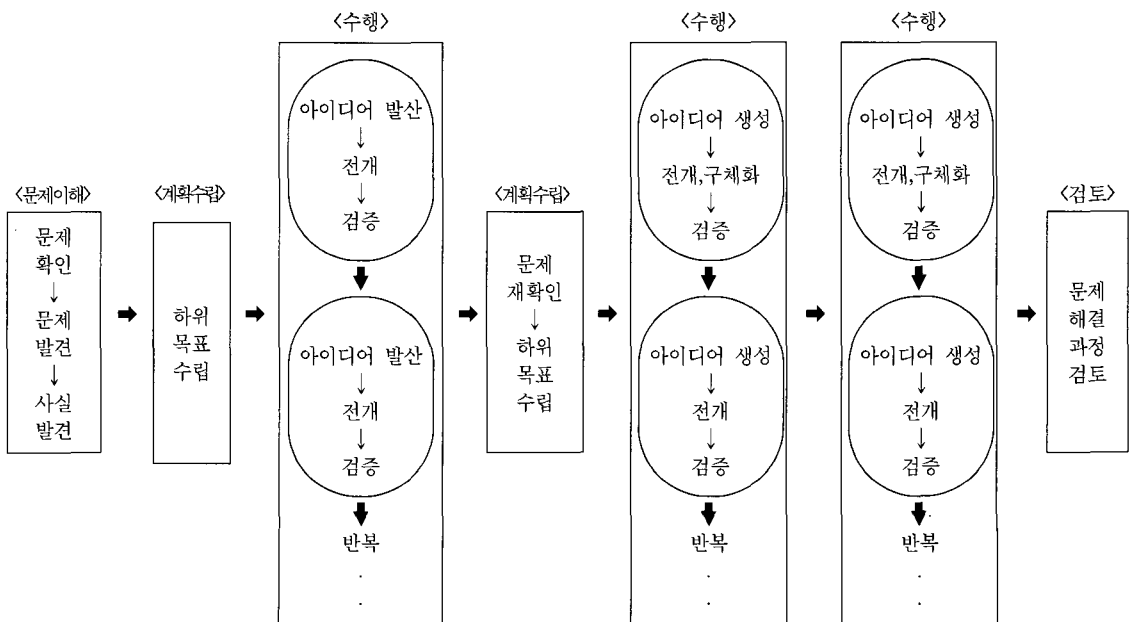 〈문제이해〉
문제
확인
↓
문제
발견
↓
사실
발견
〈계획수립〉
하위
목표
수립
〈수행〉
아이디어 발산
↓
전개
↓
검증
아이디어 발산
↓
전개
↓
검증
반복
.
.
〈계획수립〉
문제
재확인
↓
하위
목표
수립
〈수행〉
아이디어 생성
↓
전개,구체화
↓
검증
아이디어 생성
↓
전개
↓
검증
반복
.
.
〈수행〉
아이디어 생성
↓
전개,구체화
↓
검증
아이디어 생성
↓
전개
↓
검증
반복
.
.
〈검토〉
문제
해결
과정
검토